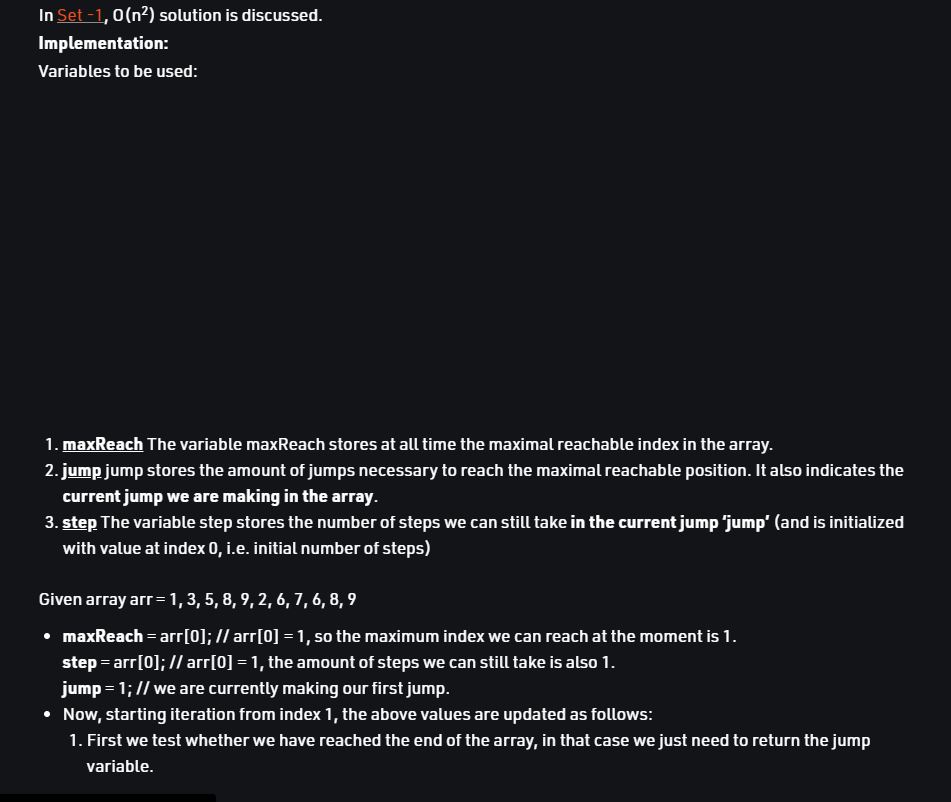 In Set -1, O(n²) solution is discussed.
Implementation:
Variables to be used:
1. maxReach The variable maxReach stores at all time the maximal reachable index in the array.
2. jump jump stores the amount of jumps necessary to reach the maximal reachable position. It also indicates the
current jump we are making in the array.
3. step The variable step stores the number of steps we can still take in the current jump ‘jump’ (and is initialized
with value at index 0, i.e. initial number of steps)
Given array arr = 1, 3, 5, 8, 9, 2, 6, 7, 6, 8, 9
• maxReach = arr[0]; // arr[0] = 1, so the maximum index we can reach at the moment is 1.
step = arr[0]; // arr[0] = 1, the amount of steps we can still take is also 1.
jump = 1; // we are currently making our first jump.
• Now, starting iteration from index 1, the above values are updated as follows:
1. First we test whether we have reached the end of the array, in that case we just need to return the jump
variable.